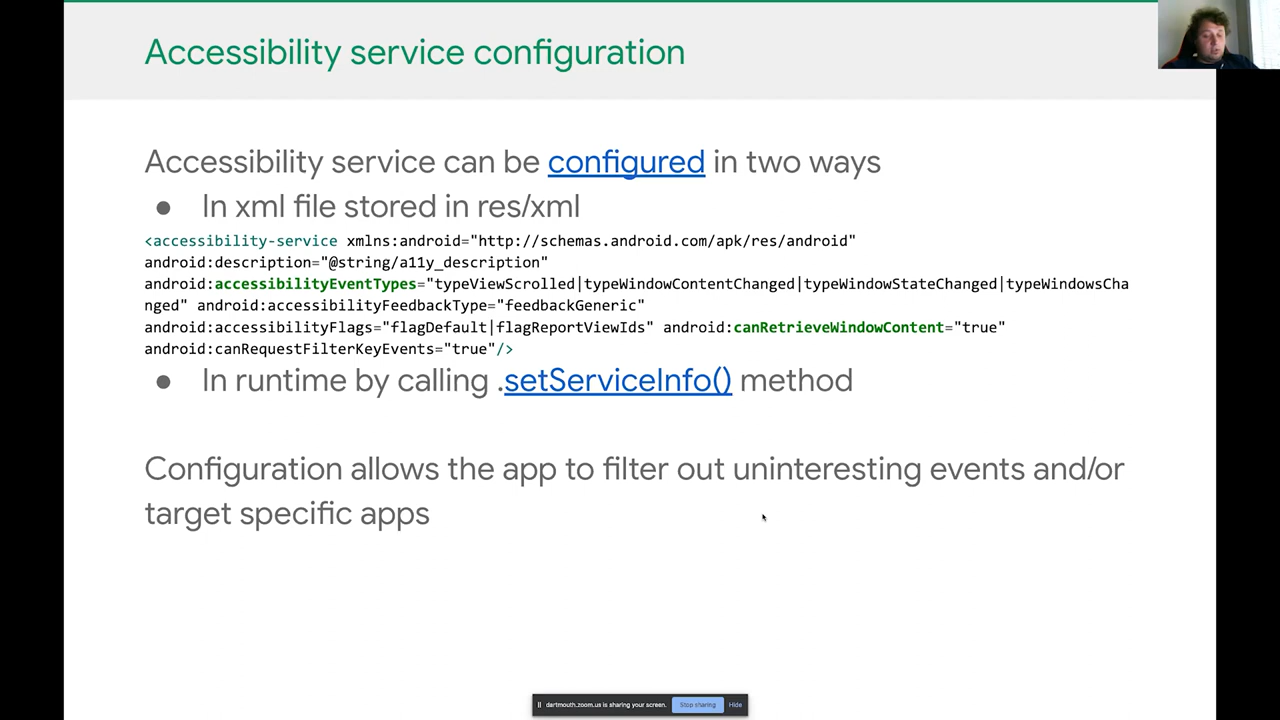 Accessibility service configuration
Accessibility service can be configured in two ways
● In xml file stored in res/xml
<accessibility-service xmlns:android="http://schemas.android.com/apk/res/android"
android:description="@string/a11y_description"
android:accessibilityEventTypes="typeViewScrolled|typeWindowContentChanged|typeWindowStateChanged|typeWindowsCha
nged" android:accessibilityFeedbackType="feedbackGeneric"
android:accessibilityFlags="flagDefault|flagReportViewIds" android:canRetrieveWindowContent="true"
android:canRequestFilterKeyEvents="true"/>
● In runtime by calling .setServiceInfo() method
Configuration allows the app to filter out uninteresting events and/or
target specific apps
dartmouth.zoom.us is sharing your screen. Stop sharing Hide